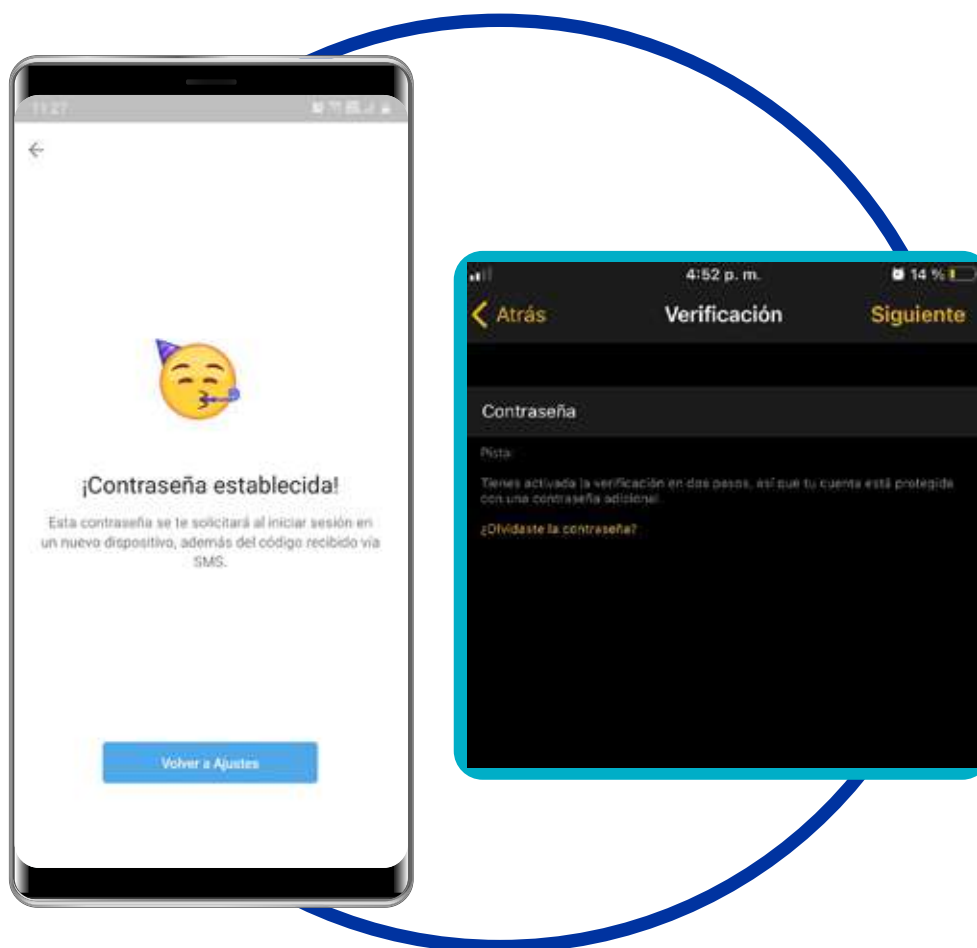 11:27
¡Contraseña establecida!
Esta contraseña se te solicitará al iniciar sesión en
un nuevo dispositivo, además del código recibido vía
SMS.
Volver a Ajustes
4:52 p. m.
14 %
Atrás
Verificación
Siguiente
Contraseña
Pista:
Tienes activada la verificación en dos pasos, así que tu cuenta está protegida
con una contraseña adicional.
¿Olvidaste la contraseña?